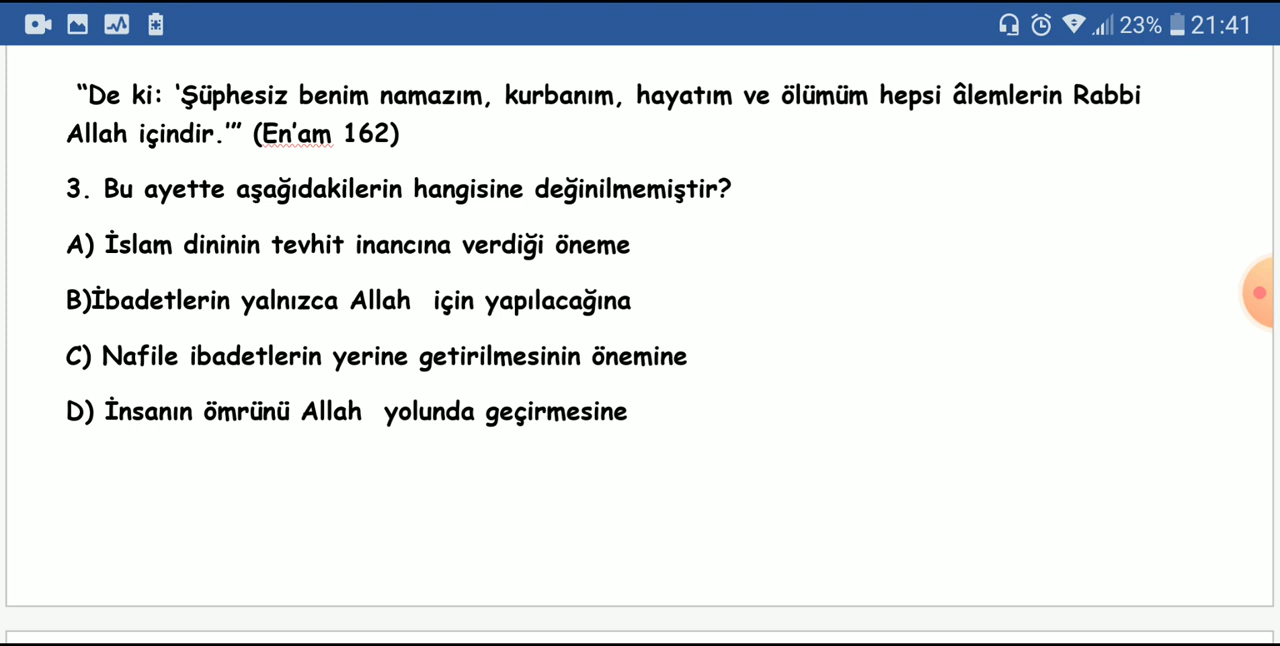 23% 21:41
“De ki: ‘Şüphesiz benim namazım, kurbanım, hayatım ve ölümüm hepsi âlemlerin Rabbi
Allah içindir.’” (En’am 162)
3. Bu ayette aşağıdakilerin hangisine değinilmemiştir?
A) İslam dininin tevhit inancına verdiği öneme
B)İbadetlerin yalnızca Allah  için yapılacağına
C) Nafile ibadetlerin yerine getirilmesinin önemine
D) İnsanın ömrünü Allah  yolunda geçirmesine